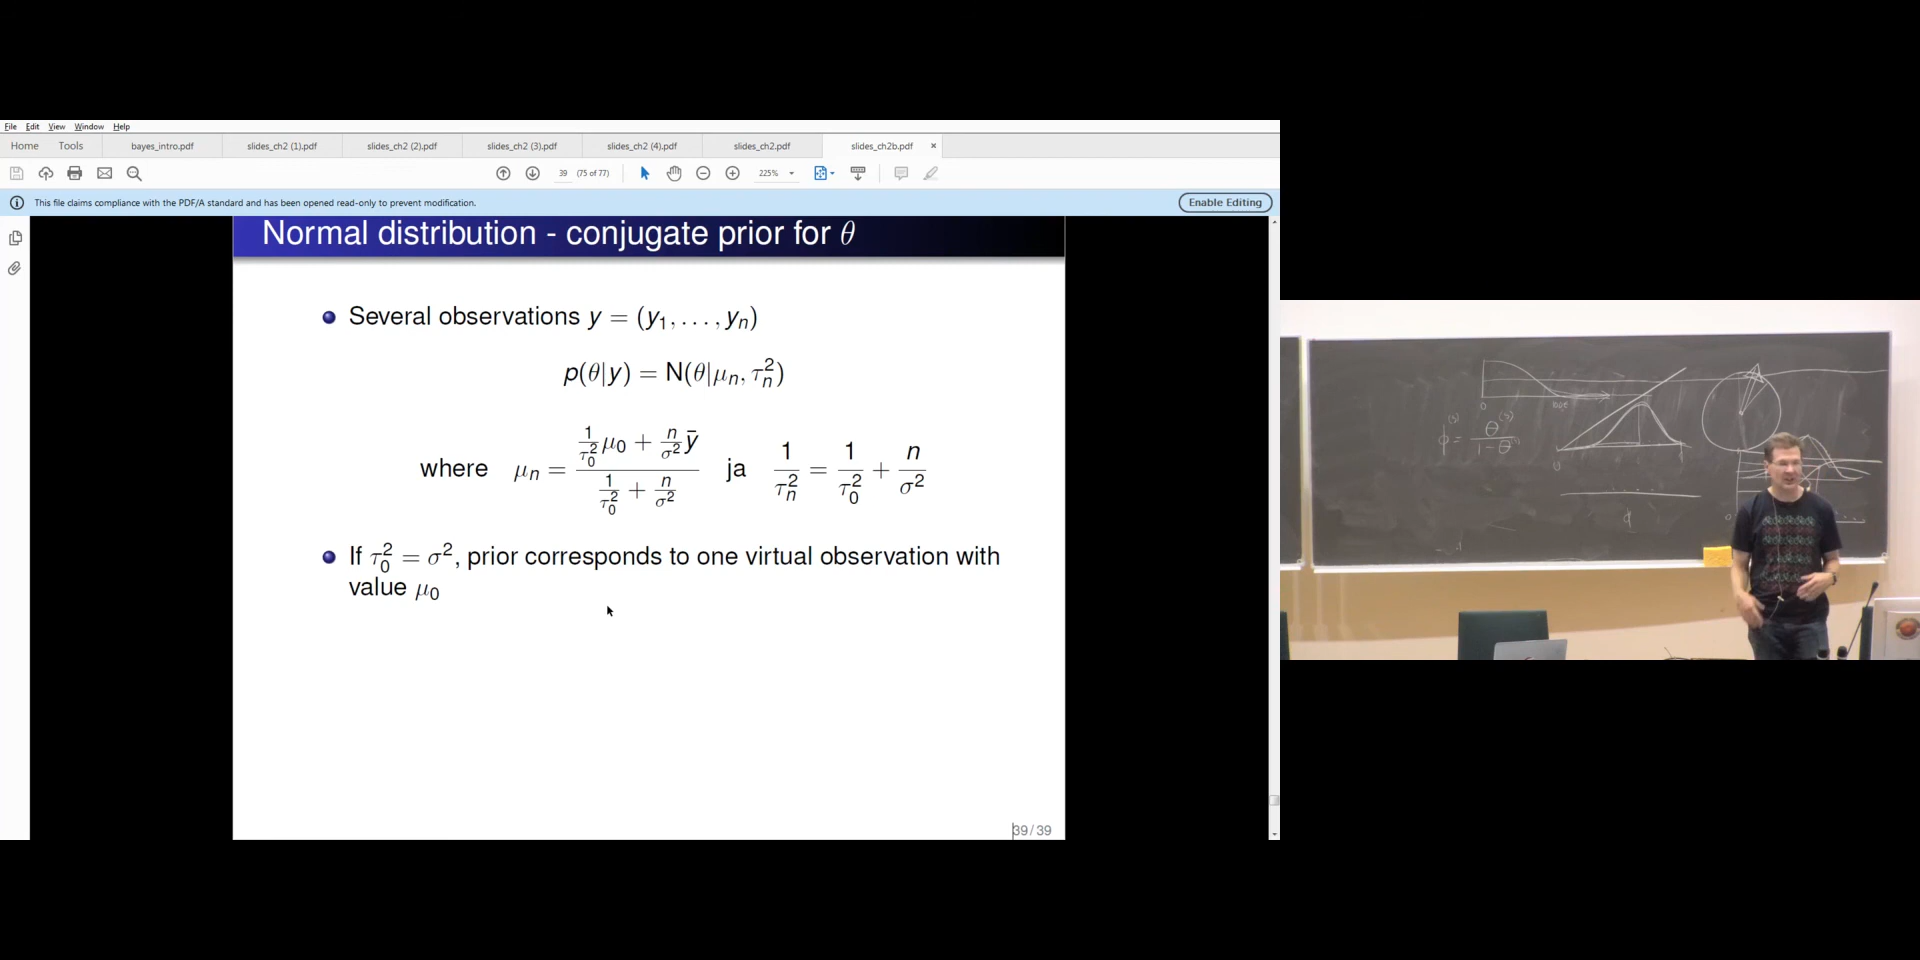 File Edit View Window Help
Home Tools bayes_intro.pdf slides_ch2 (1).pdf slides_ch2 (2).pdf slides_ch2 (3).pdf slides_ch2 (4).pdf slides_ch2.pdf slides_ch2b.pdf ×
39 (75 of 77) 225%
This file claims compliance with the PDF/A standard and has been opened read-only to prevent modification. Enable Editing
Normal distribution - conjugate prior for θ
Several observations y = (y₁, . . . , yₙ)
p(θ|y) = N(θ|μₙ, τₙ²)
where μₙ = (1/τ₀² μ₀ + n/σ² ȳ) / (1/τ₀² + n/σ²) ja 1/τₙ² = 1/τ₀² + n/σ²
If τ₀² = σ², prior corresponds to one virtual observation with
value μ₀
39 / 39